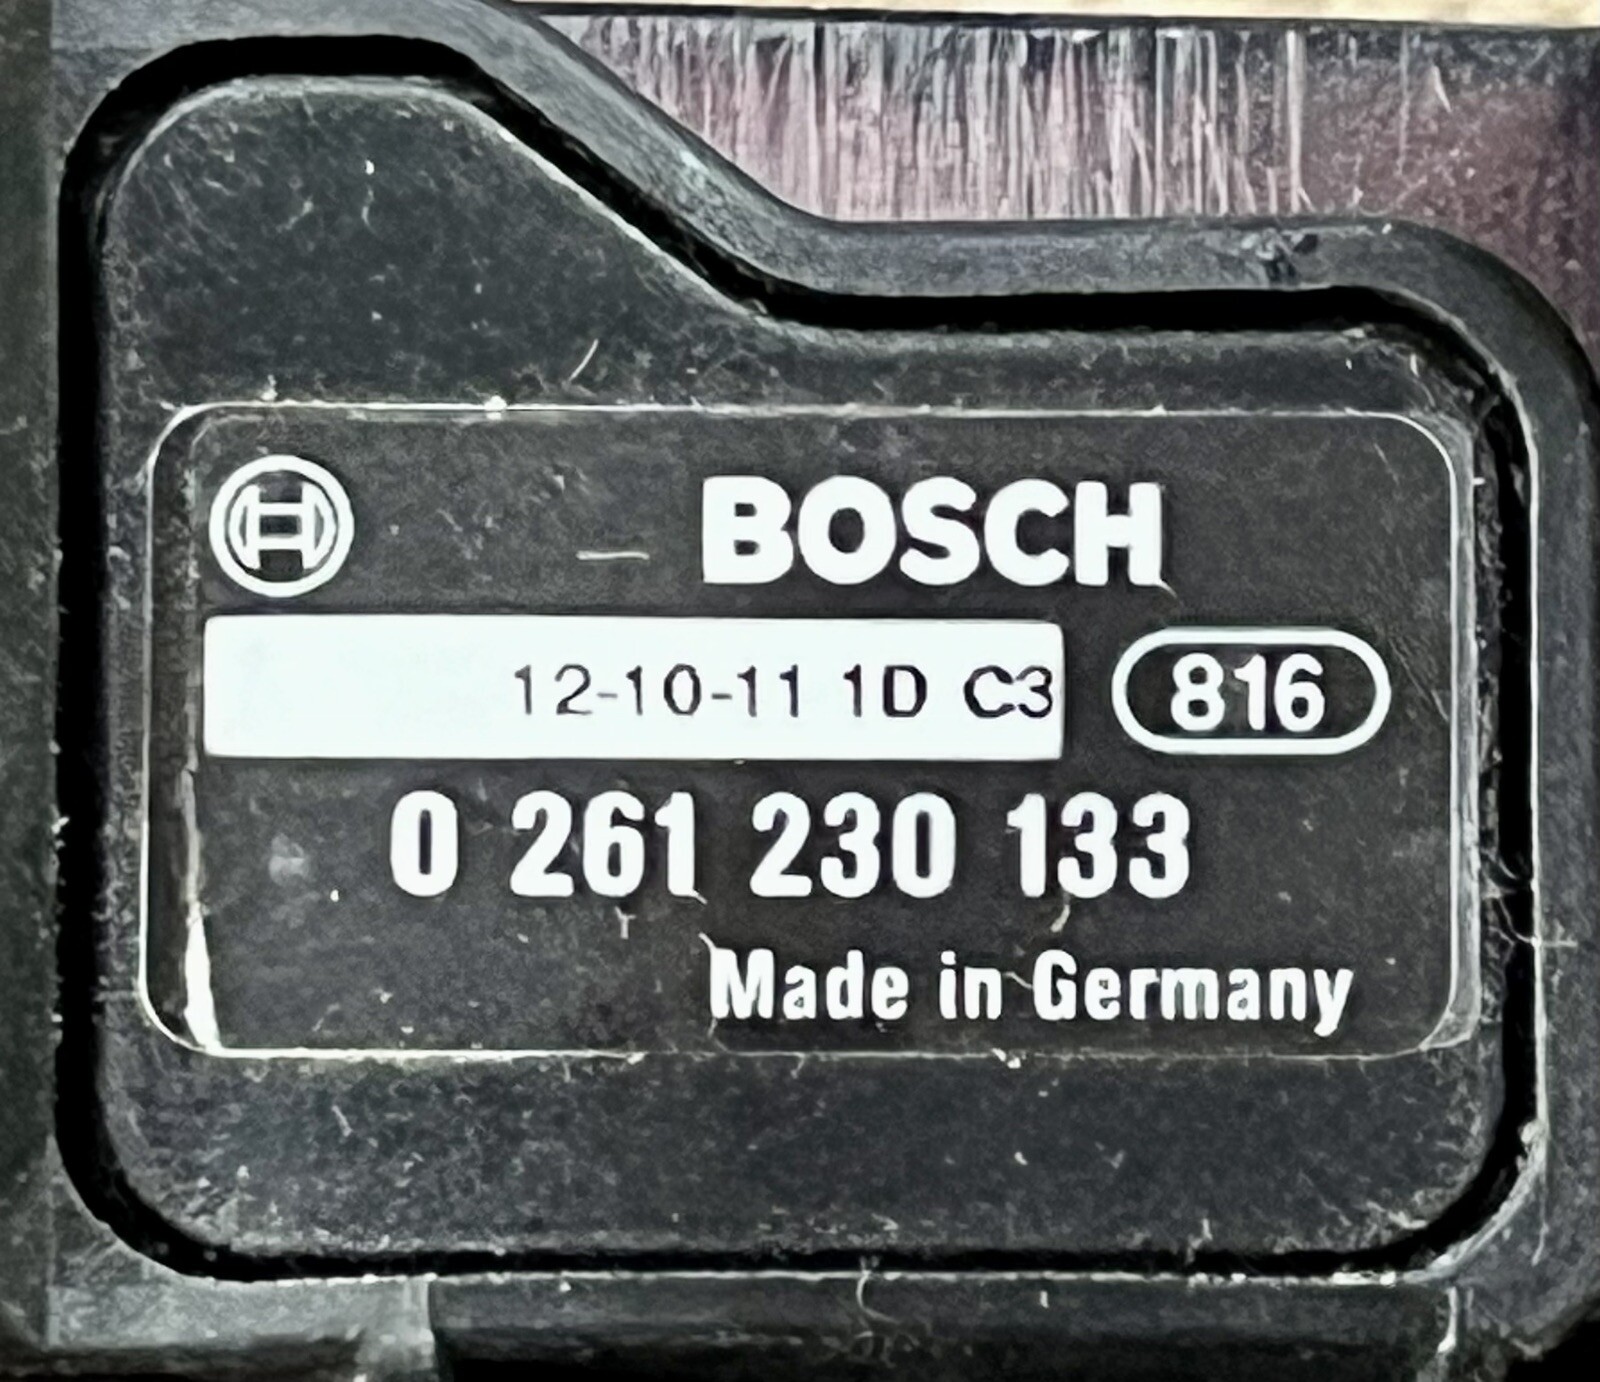 BOSCH
12-10-11 1D C3 816
0 261 230 133
Made in Germany